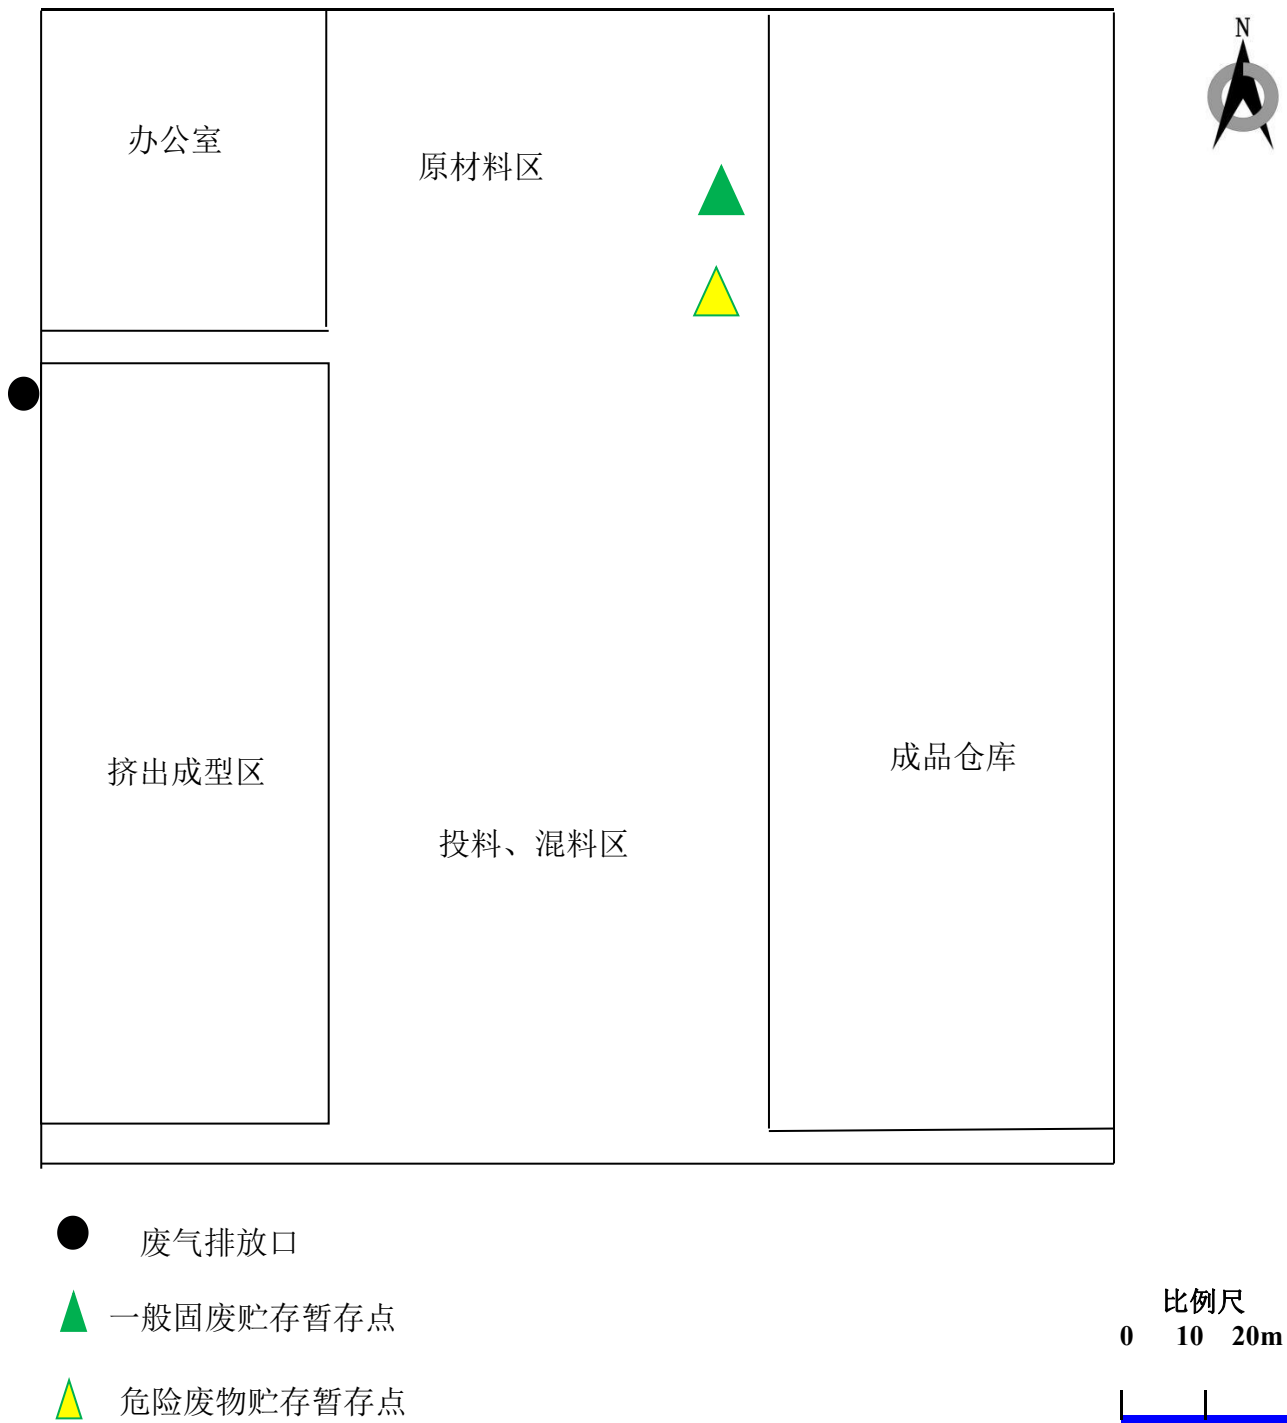 N
办公室
原材料区
挤出成型区
成品仓库
投料、混料区
废气排放口
一般固废贮存暂存点
危险废物贮存暂存点
比例尺
0 10 20m